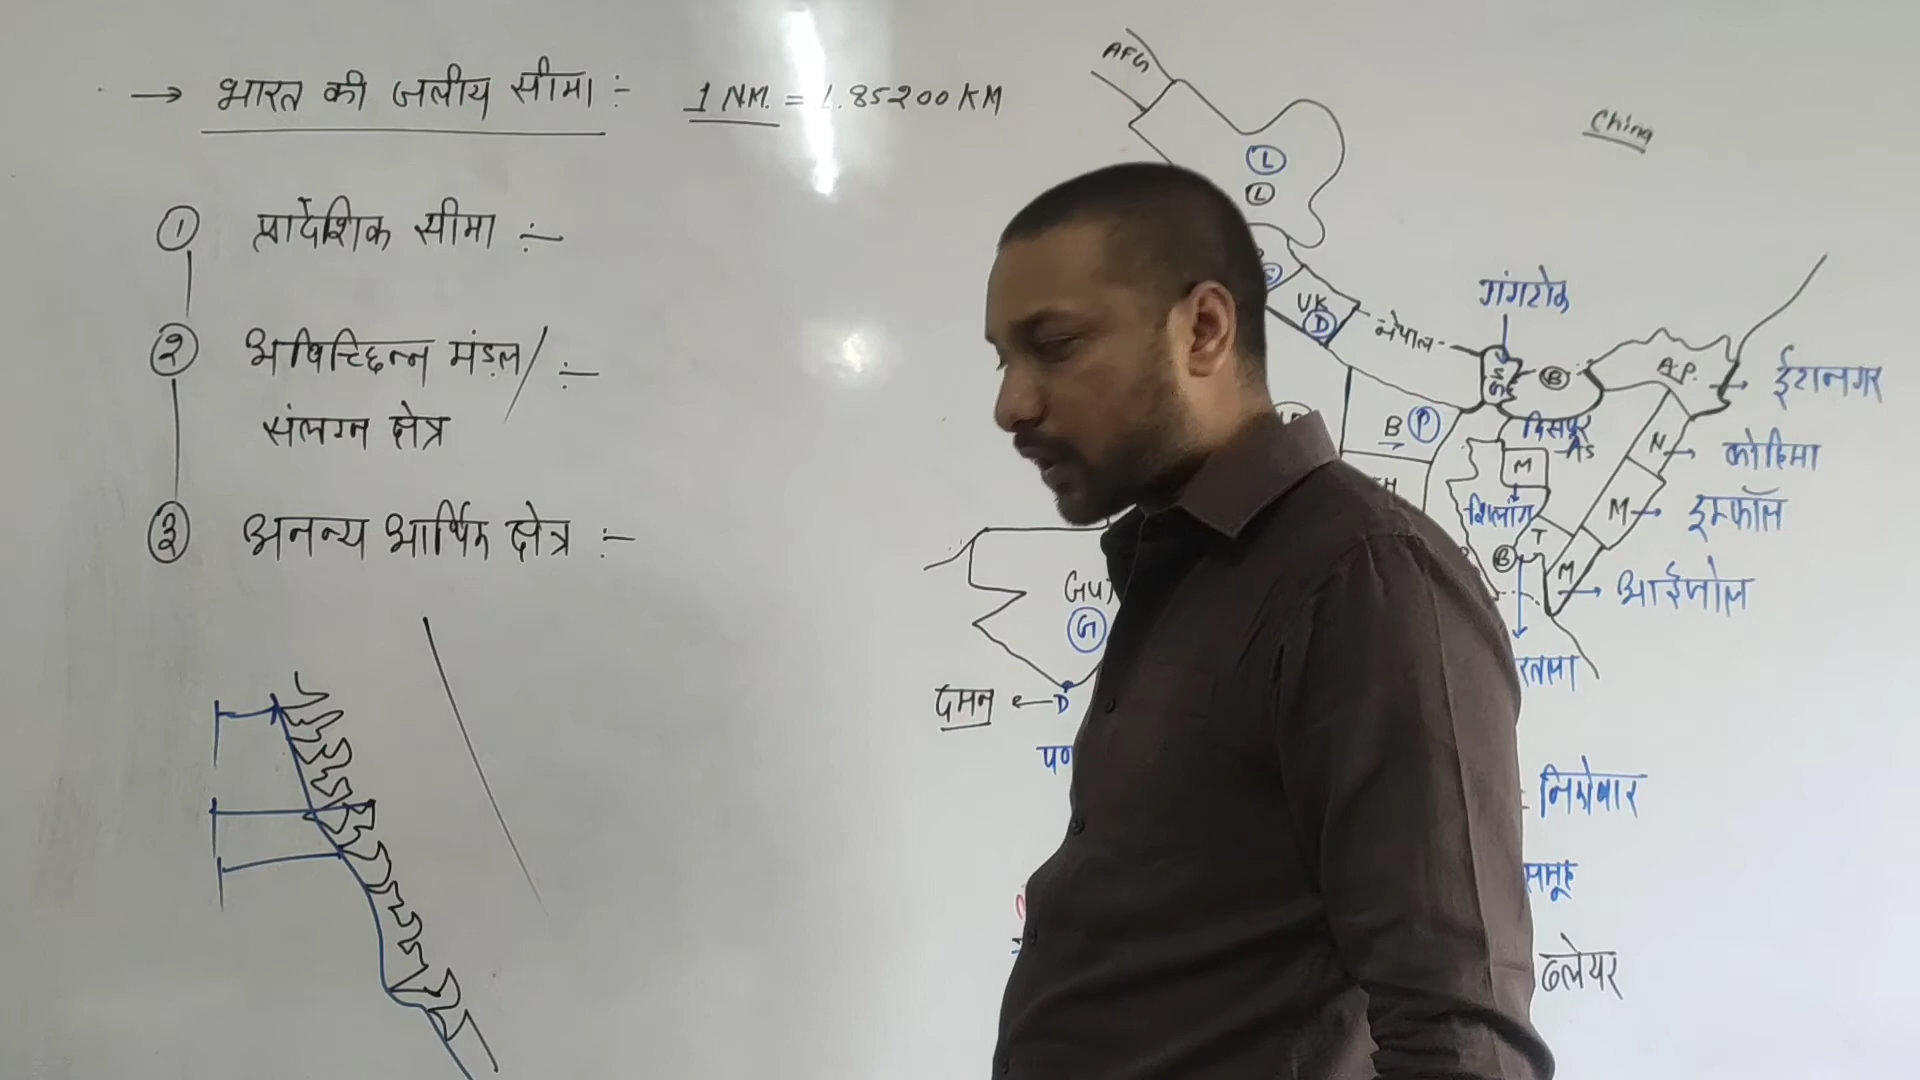 → भारत की जलीय सीमा :-
1 NM. = 1.85200 KM
① प्रादेशिक सीमा :-
② अविच्छिन्न मंडल / :-
संलग्न क्षेत्र
③ अनन्य आर्थिक क्षेत्र :-
AFG
China
L
L
UK
D
नेपाल
गंगटोक
B
A.P.
ईटानगर
B P
दिसपुर
As
M
N
कोहिमा
शिलाँग
M
इम्फॉल
T
B
M
आईजोल
Guj
G
दमन ← D
निकोबार
समूह
ब्लेयर